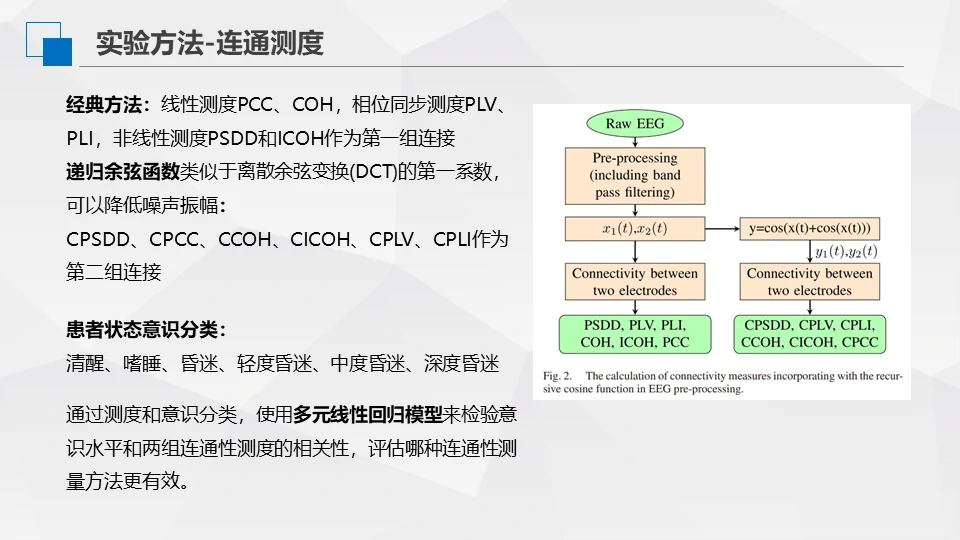 实验方法-连通测度
经典方法：线性测度PCC、COH，相位同步测度PLV、
PLI，非线性测度PSDD和ICOH作为第一组连接
递归余弦函数类似于离散余弦变换(DCT)的第一系数，
可以降低噪声振幅：
CPSDD、CPCC、CCOH、CICOH、CPLV、CPLI作为
第二组连接
患者状态意识分类：
清醒、嗜睡、昏迷、轻度昏迷、中度昏迷、深度昏迷
通过测度和意识分类，使用多元线性回归模型来检验意
识水平和两组连通性测度的相关性，评估哪种连通性测
量方法更有效。
Raw EEG
Pre-processing
(including band
pass filtering)
x₁(t),x₂(t)
y=cos(x(t)+cos(x(t)))
y₁(t),y₂(t)
Connectivity between
two electrodes
Connectivity between
two electrodes
PSDD, PLV, PLI,
COH, ICOH, PCC
CPSDD, CPLV, CPLI,
CCOH, CICOH, CPCC
Fig. 2. The calculation of connectivity measures incorporating with the recur-
sive cosine function in EEG pre-processing.